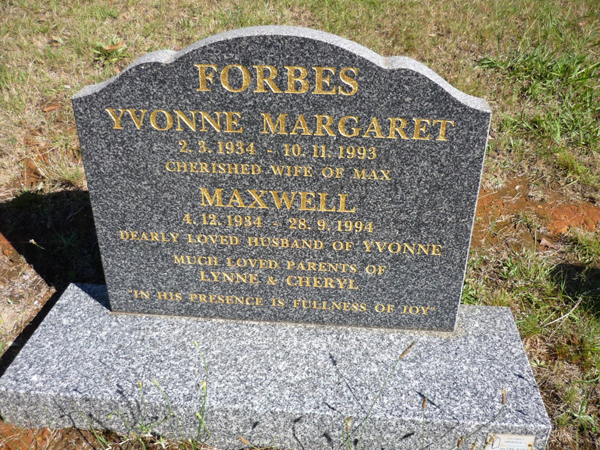 FORBES
YVONNE MARGARET
2.3.1934 - 10.11.1993
CHERISHED WIFE OF MAX
MAXWELL
4.12.1934 - 28.9.1994
DEARLY LOVED HUSBAND OF YVONNE
MUCH LOVED PARENTS OF
LYNNE & CHERYL
"IN HIS PRESENCE IS FULLNESS OF JOY"